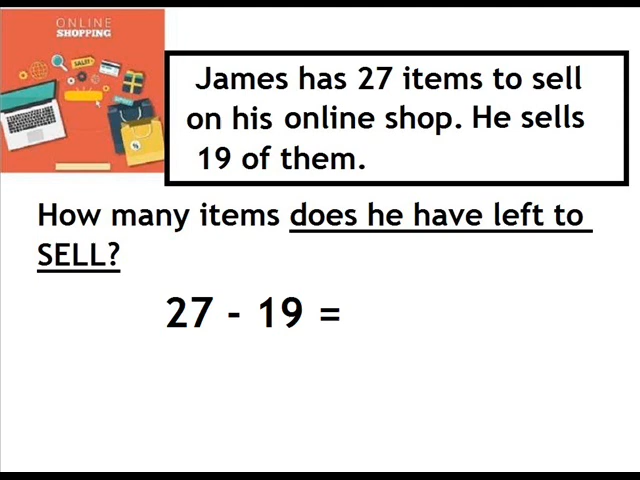 ONLINE
SHOPPING
SALE!
James has 27 items to sell
on his online shop. He sells
19 of them.
How many items does he have left to
SELL?
27 - 19 =